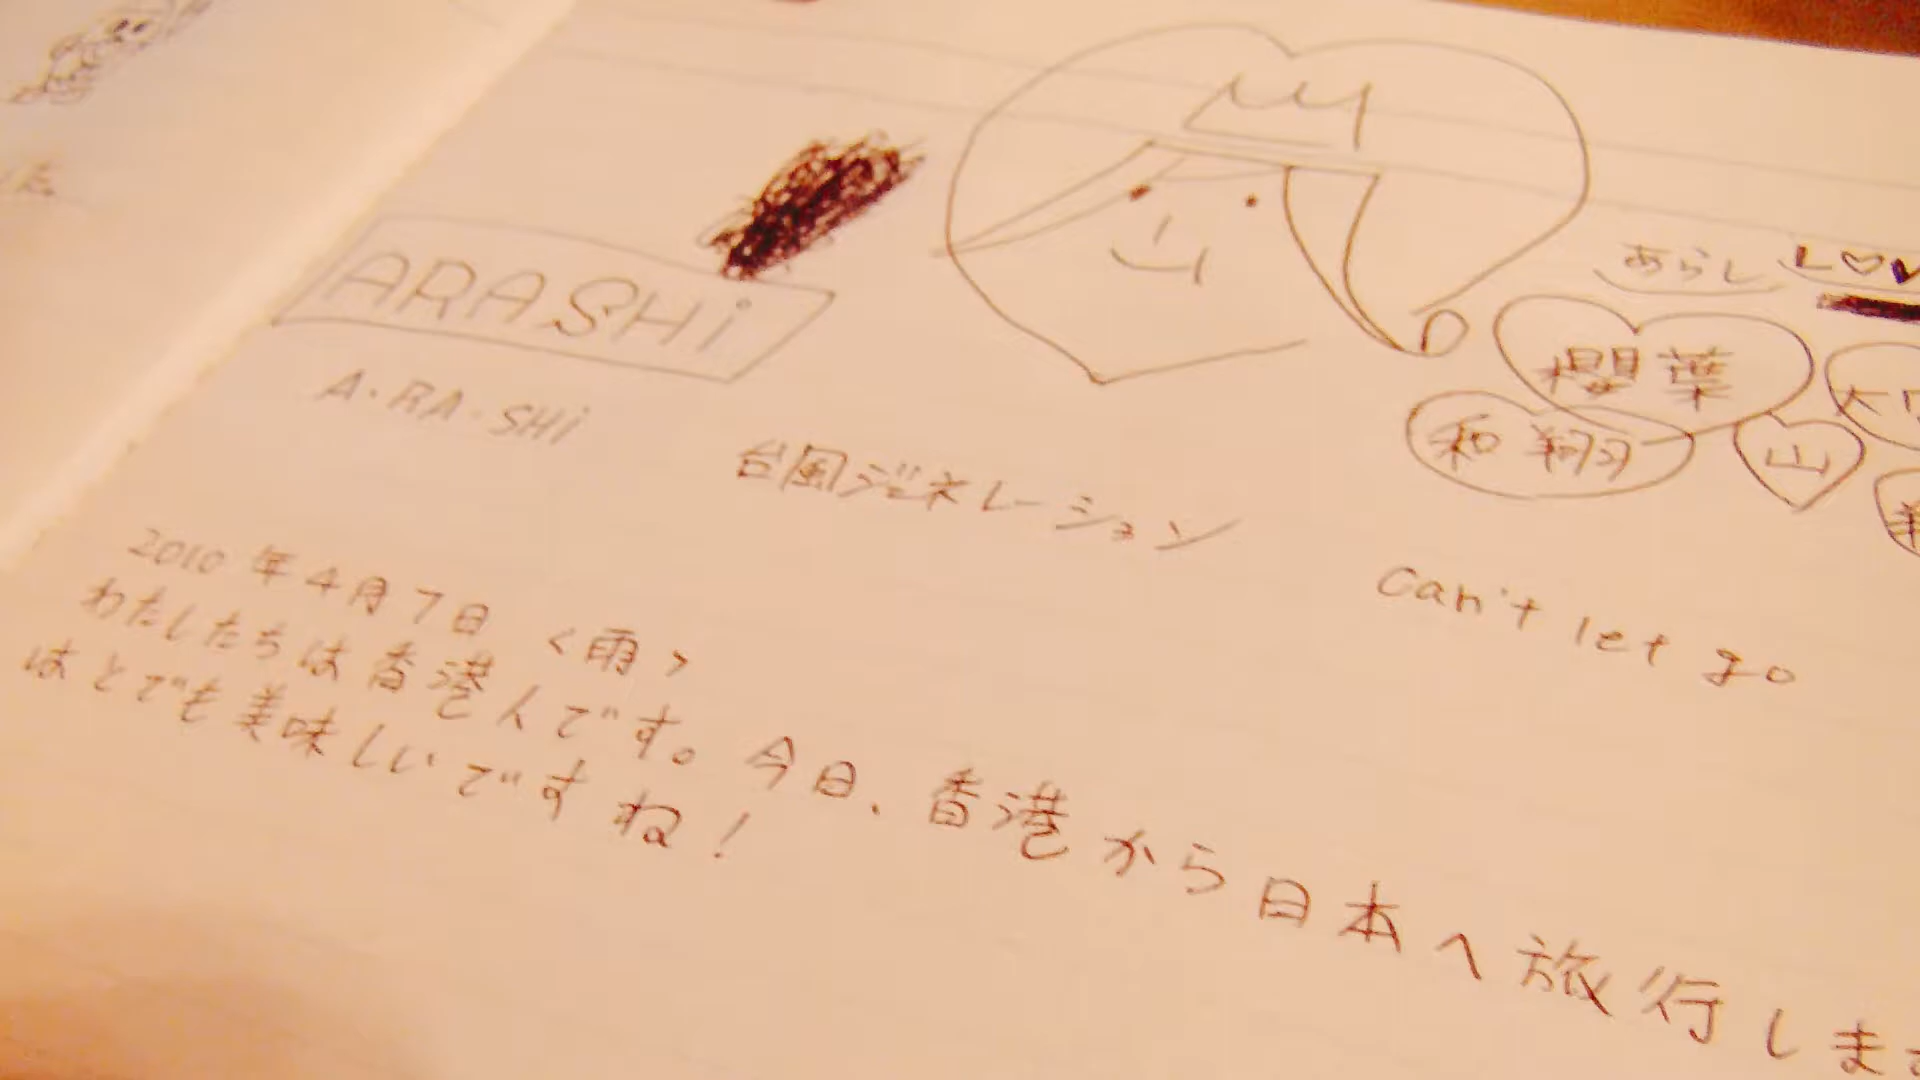 あらし LOV
ARASHi
櫻葉
和翔
山
A・RA・SHi
台風ジェネレーション
Can't let go
2010年4月7日 <雨>
わたしたちは香港人です。今日、香港から日本へ旅行しま
はとでも美味しいですね!